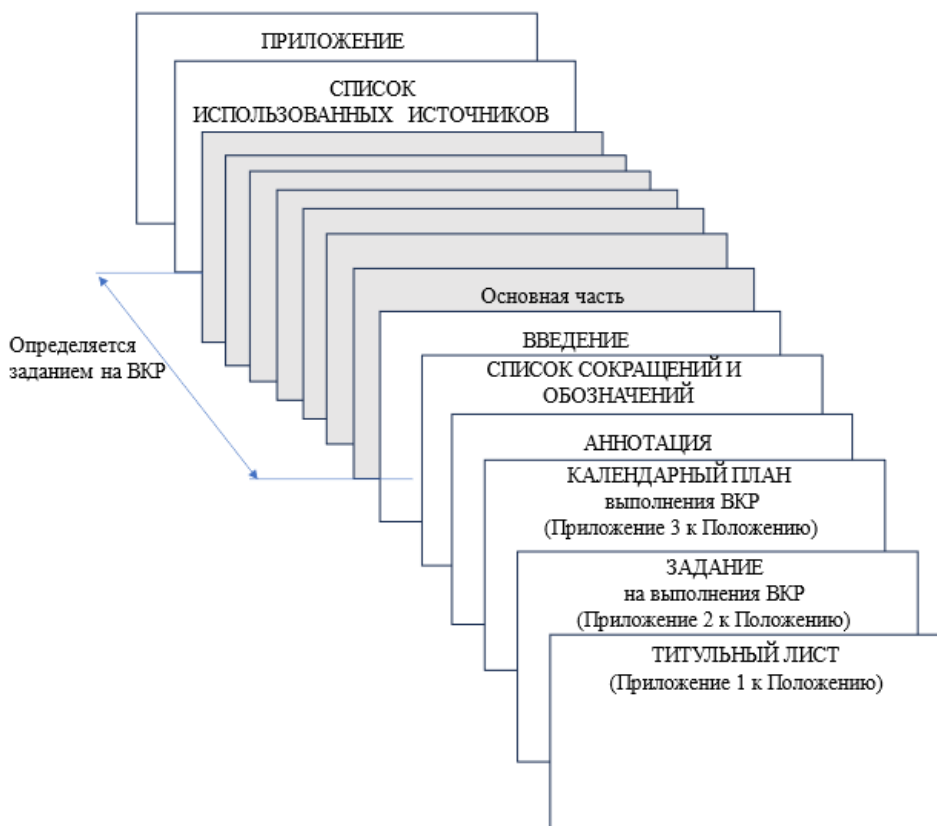 ПРИЛОЖЕНИЕ
СПИСОК
ИСПОЛЬЗОВАННЫХ ИСТОЧНИКОВ
Основная часть
Определяется
заданием на ВКР
ВВЕДЕНИЕ
СПИСОК СОКРАЩЕНИЙ И
ОБОЗНАЧЕНИЙ
АННОТАЦИЯ
КАЛЕНДАРНЫЙ ПЛАН
выполнения ВКР
(Приложение 3 к Положению)
ЗАДАНИЕ
на выполнения ВКР
(Приложение 2 к Положению)
ТИТУЛЬНЫЙ ЛИСТ
(Приложение 1 к Положению)